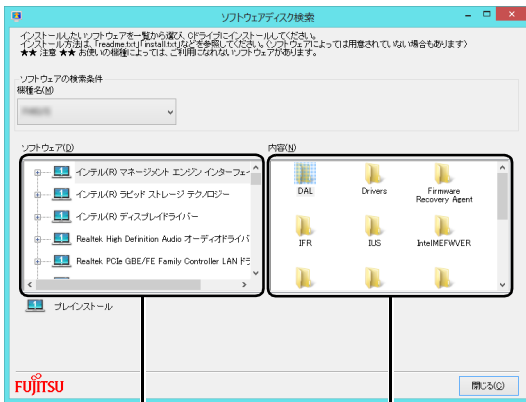 ソフトウェアディスク検索
インストールしたいソフトウェアを一覧から選び、Cドライブにインストールしてください。
インストール方法は、「readme.txt」「install.txt」などを参照してください。(ソフトウェアによっては用意されていない場合もあります)
★★ 注意 ★★ お使いの機種によっては、ご利用になれないソフトウェアがあります。
ソフトウェアの検索条件
機種名(M)
ソフトウェア(D)
内容(N)
インテル(R) マネージメント エンジン インターフェー
インテル(R) ラピッド ストレージ テクノロジー
インテル(R) ディスプレイドライバー
Realtek High Definition Audio オーディオドライバ
Realtek PCIe GBE/FE Family Controller LAN ドラ
DAL
Drivers
Firmware
Recovery Agent
IFR
IUS
IntelMEFWVER
プレインストール
FUJITSU
閉じる(C)